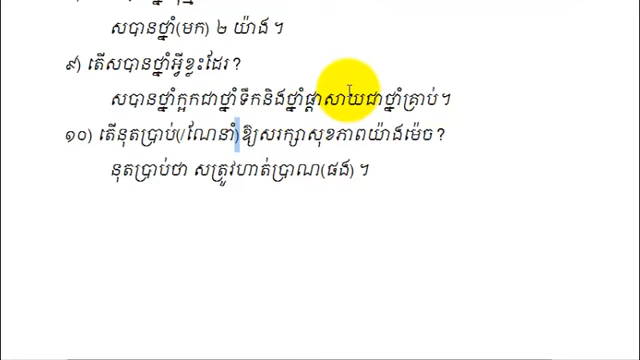 សបានថ្នាំ(មក) ២ យ៉ាង។
៩) តើសបានថ្នាំអ្វីខ្លះដែរ?
សបានថ្នាំក្អកជាថ្នាំទឹកនិងថ្នាំផ្តាសាយជាថ្នាំគ្រាប់។
១០) តើនុតប្រាប់(/ណែនាំ)ឱ្យសរក្សាសុខភាពយ៉ាងម៉េច?
នុតប្រាប់ថា សត្រូវហាត់ប្រាណ(ផង)។